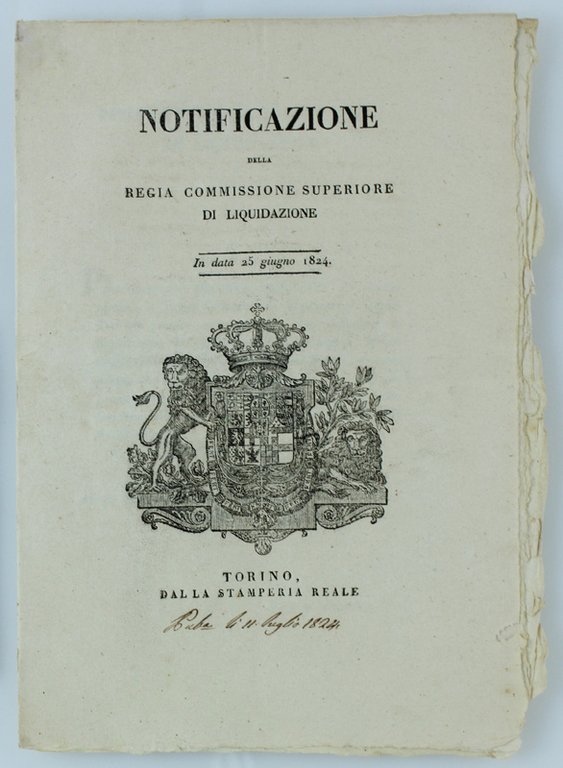 NOTIFICAZIONE
DELLA
REGIA COMMISSIONE SUPERIORE
DI LIQUIDAZIONE
In data 25 giugno 1824.
TORINO,
DALLA STAMPERIA REALE
li 11 luglio 1824